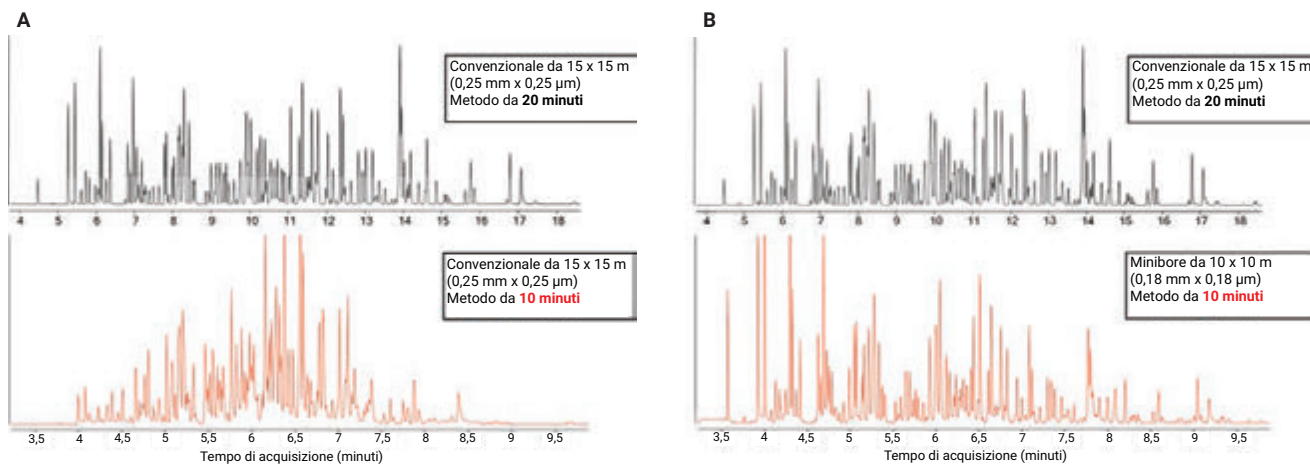 A
Convenzionale da 15 x 15 m
(0,25 mm x 0,25 µm)
Metodo da 20 minuti
4 5 6 7 8 9 10 11 12 13 14 15 16 17 18
Convenzionale da 15 x 15 m
(0,25 mm x 0,25 µm)
Metodo da 10 minuti
3,5 4 4,5 5 5,5 6 6,5 7 7,5 8 8,5 9 9,5
Tempo di acquisizione (minuti)
B
Convenzionale da 15 x 15 m
(0,25 mm x 0,25 µm)
Metodo da 20 minuti
4 5 6 7 8 9 10 11 12 13 14 15 16 17 18
Minibore da 10 x 10 m
(0,18 mm x 0,18 µm)
Metodo da 10 minuti
3,5 4 4,5 5 5,5 6 6,5 7 7,5 8 8,5 9 9,5
Tempo di acquisizione (minuti)